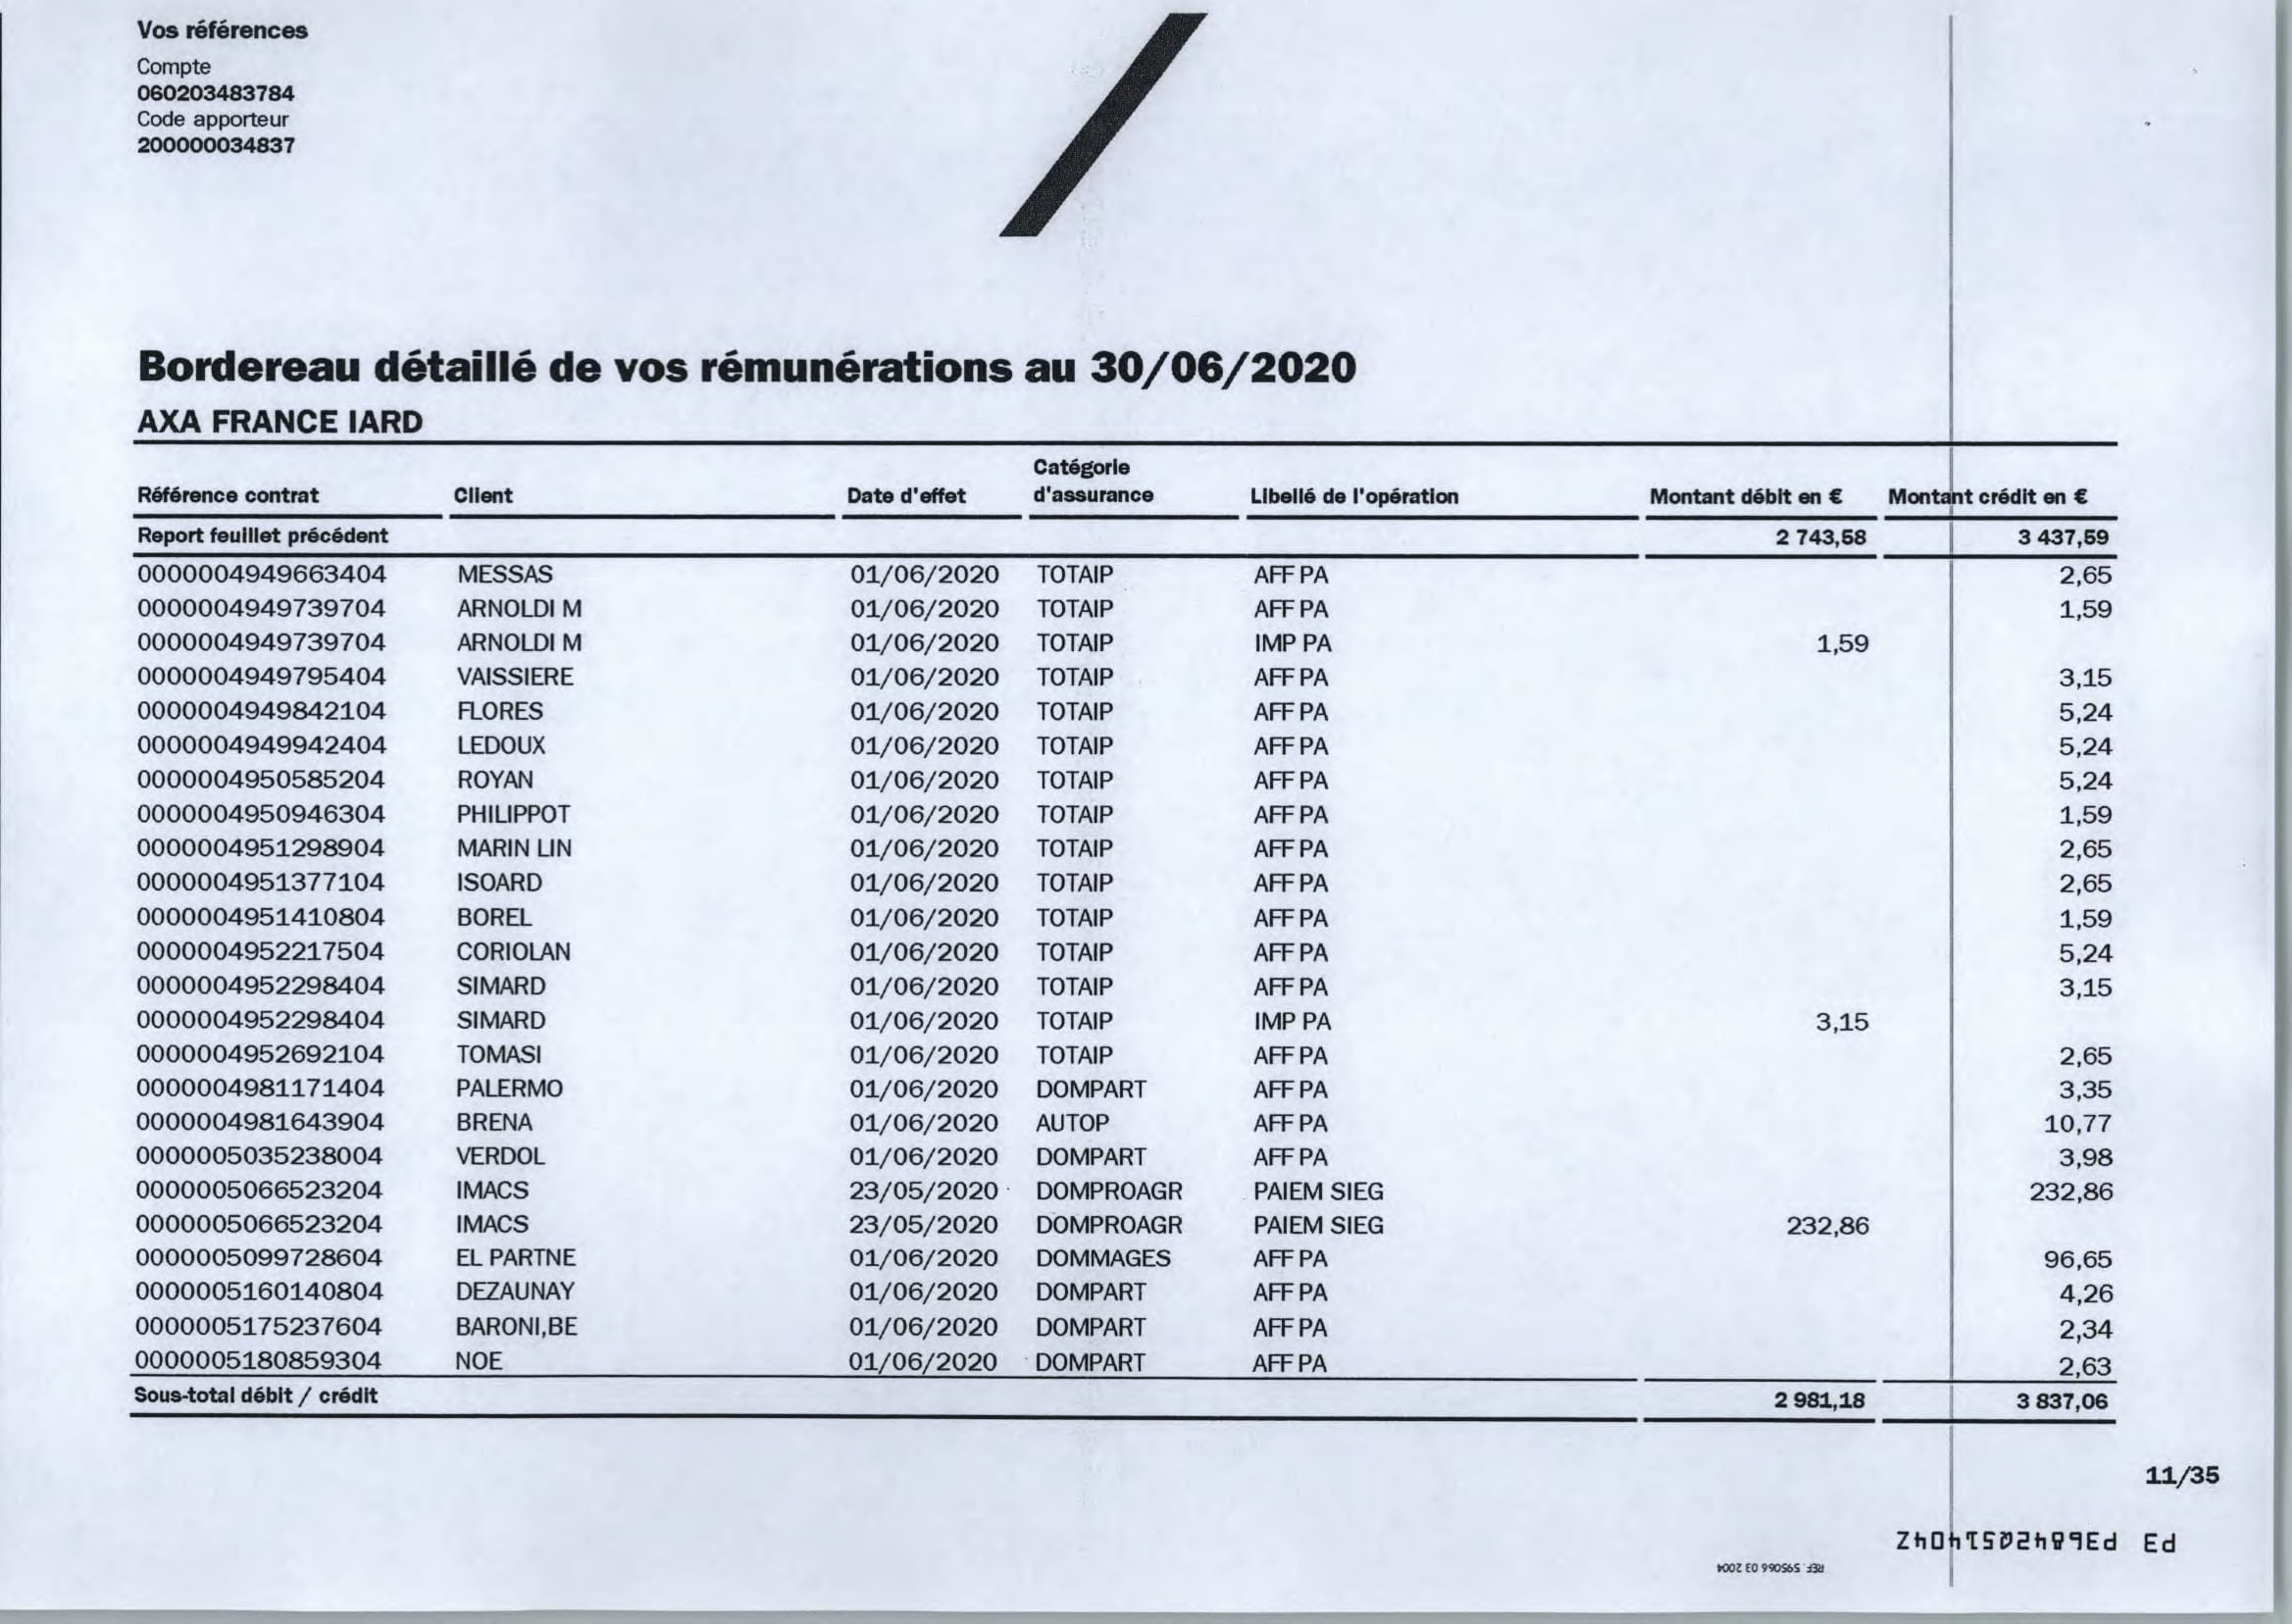 Vos références
Compte
060203483784
Code apporteur
200000034837
Bordereau détaillé de vos rémunérations au 30/06/2020
AXA FRANCE IARD
Référence contrat Client Date d'effet Catégorie d'assurance Libellé de l'opération Montant débit en € Montant crédit en €
Report feuillet précédent 2 743,58 3 437,59
0000004949663404 MESSAS 01/06/2020 TOTAIP AFF PA 2,65
0000004949739704 ARNOLDI M 01/06/2020 TOTAIP AFF PA 1,59
0000004949739704 ARNOLDI M 01/06/2020 TOTAIP IMP PA 1,59
0000004949795404 VAISSIERE 01/06/2020 TOTAIP AFF PA 3,15
0000004949842104 FLORES 01/06/2020 TOTAIP AFF PA 5,24
0000004949942404 LEDOUX 01/06/2020 TOTAIP AFF PA 5,24
0000004950585204 ROYAN 01/06/2020 TOTAIP AFF PA 5,24
0000004950946304 PHILIPPOT 01/06/2020 TOTAIP AFF PA 1,59
0000004951298904 MARIN LIN 01/06/2020 TOTAIP AFF PA 2,65
0000004951377104 ISOARD 01/06/2020 TOTAIP AFF PA 2,65
0000004951410804 BOREL 01/06/2020 TOTAIP AFF PA 1,59
0000004952217504 CORIOLAN 01/06/2020 TOTAIP AFF PA 5,24
0000004952298404 SIMARD 01/06/2020 TOTAIP AFF PA 3,15
0000004952298404 SIMARD 01/06/2020 TOTAIP IMP PA 3,15
0000004952692104 TOMASI 01/06/2020 TOTAIP AFF PA 2,65
0000004981171404 PALERMO 01/06/2020 DOMPART AFF PA 3,35
0000004981643904 BRENA 01/06/2020 AUTOP AFF PA 10,77
0000005035238004 VERDOL 01/06/2020 DOMPART AFF PA 3,98
0000005066523204 IMACS 23/05/2020 DOMPROAGR PAIEM SIEG 232,86
0000005066523204 IMACS 23/05/2020 DOMPROAGR PAIEM SIEG 232,86
0000005099728604 EL PARTNE 01/06/2020 DOMMAGES AFF PA 96,65
0000005160140804 DEZAUNAY 01/06/2020 DOMPART AFF PA 4,26
0000005175237604 BARONI,BE 01/06/2020 DOMPART AFF PA 2,34
0000005180859304 NOE 01/06/2020 DOMPART AFF PA 2,63
Sous-total débit / crédit 2 981,18 3 837,06
11/35
REF. 595066 03 2004